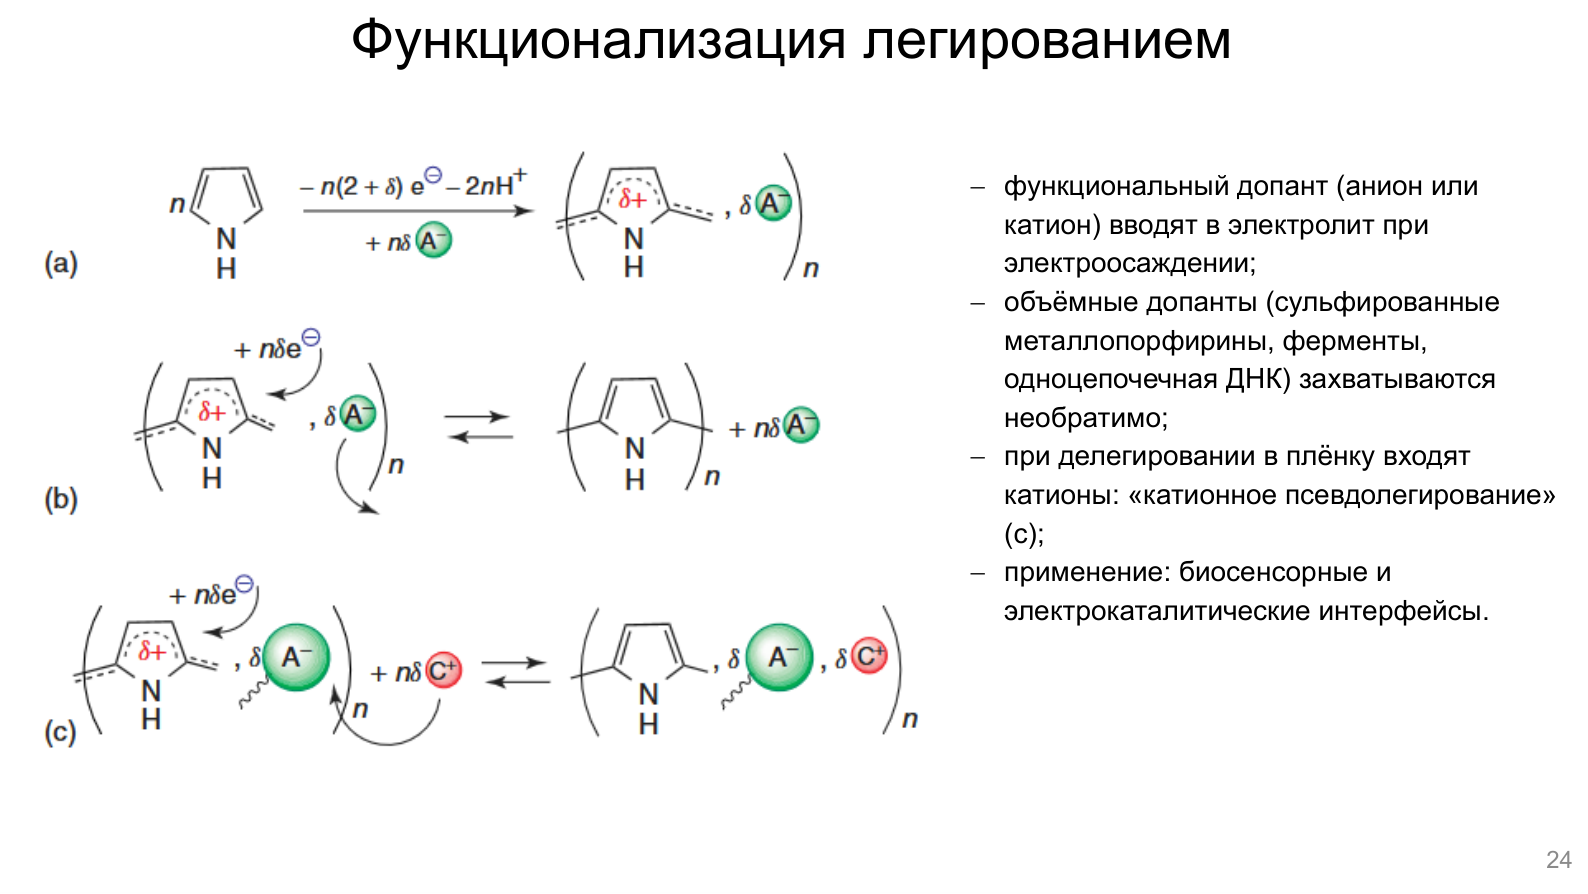 Функционализация легированием
n
N
H
– n(2 + δ) e⊖ – 2nH⁺
+ nδ A⁻
δ+
N
H
, δ A⁻
n
(a)
+ nδe⊖
δ+
N
H
, δ A⁻
n
N
H
n
+ nδ A⁻
(b)
+ nδe⊖
δ+
N
H
, δ A⁻
n
+ nδ C⁺
N
H
, δ A⁻ , δ C⁺
n
(c)
– функциональный допант (анион или
катион) вводят в электролит при
электроосаждении;
– объёмные допанты (сульфированные
металлопорфирины, ферменты,
одноцепочечная ДНК) захватываются
необратимо;
– при делегировании в плёнку входят
катионы: «катионное псевдолегирование»
(c);
– применение: биосенсорные и
электрокаталитические интерфейсы.
24